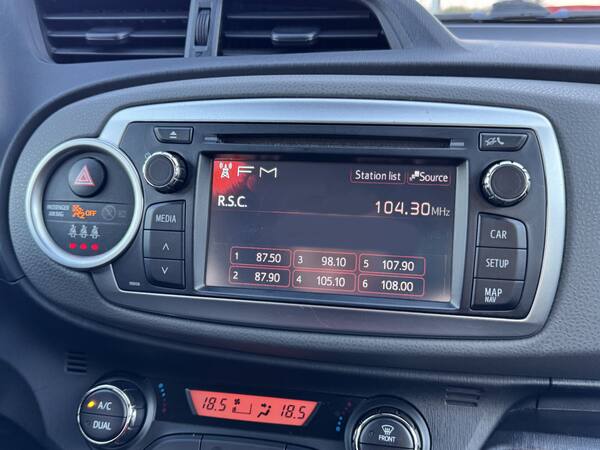 FM
Station list
Source
R.S.C.
104.30MHz
1 87.50
3 98.10
5 107.90
2 87.90
4 105.10
6 108.00
MEDIA
CAR
SETUP
MAP
NAV
PASSENGER
AIR BAG
OFF
A/C
DUAL
18.5
18.5
FRONT